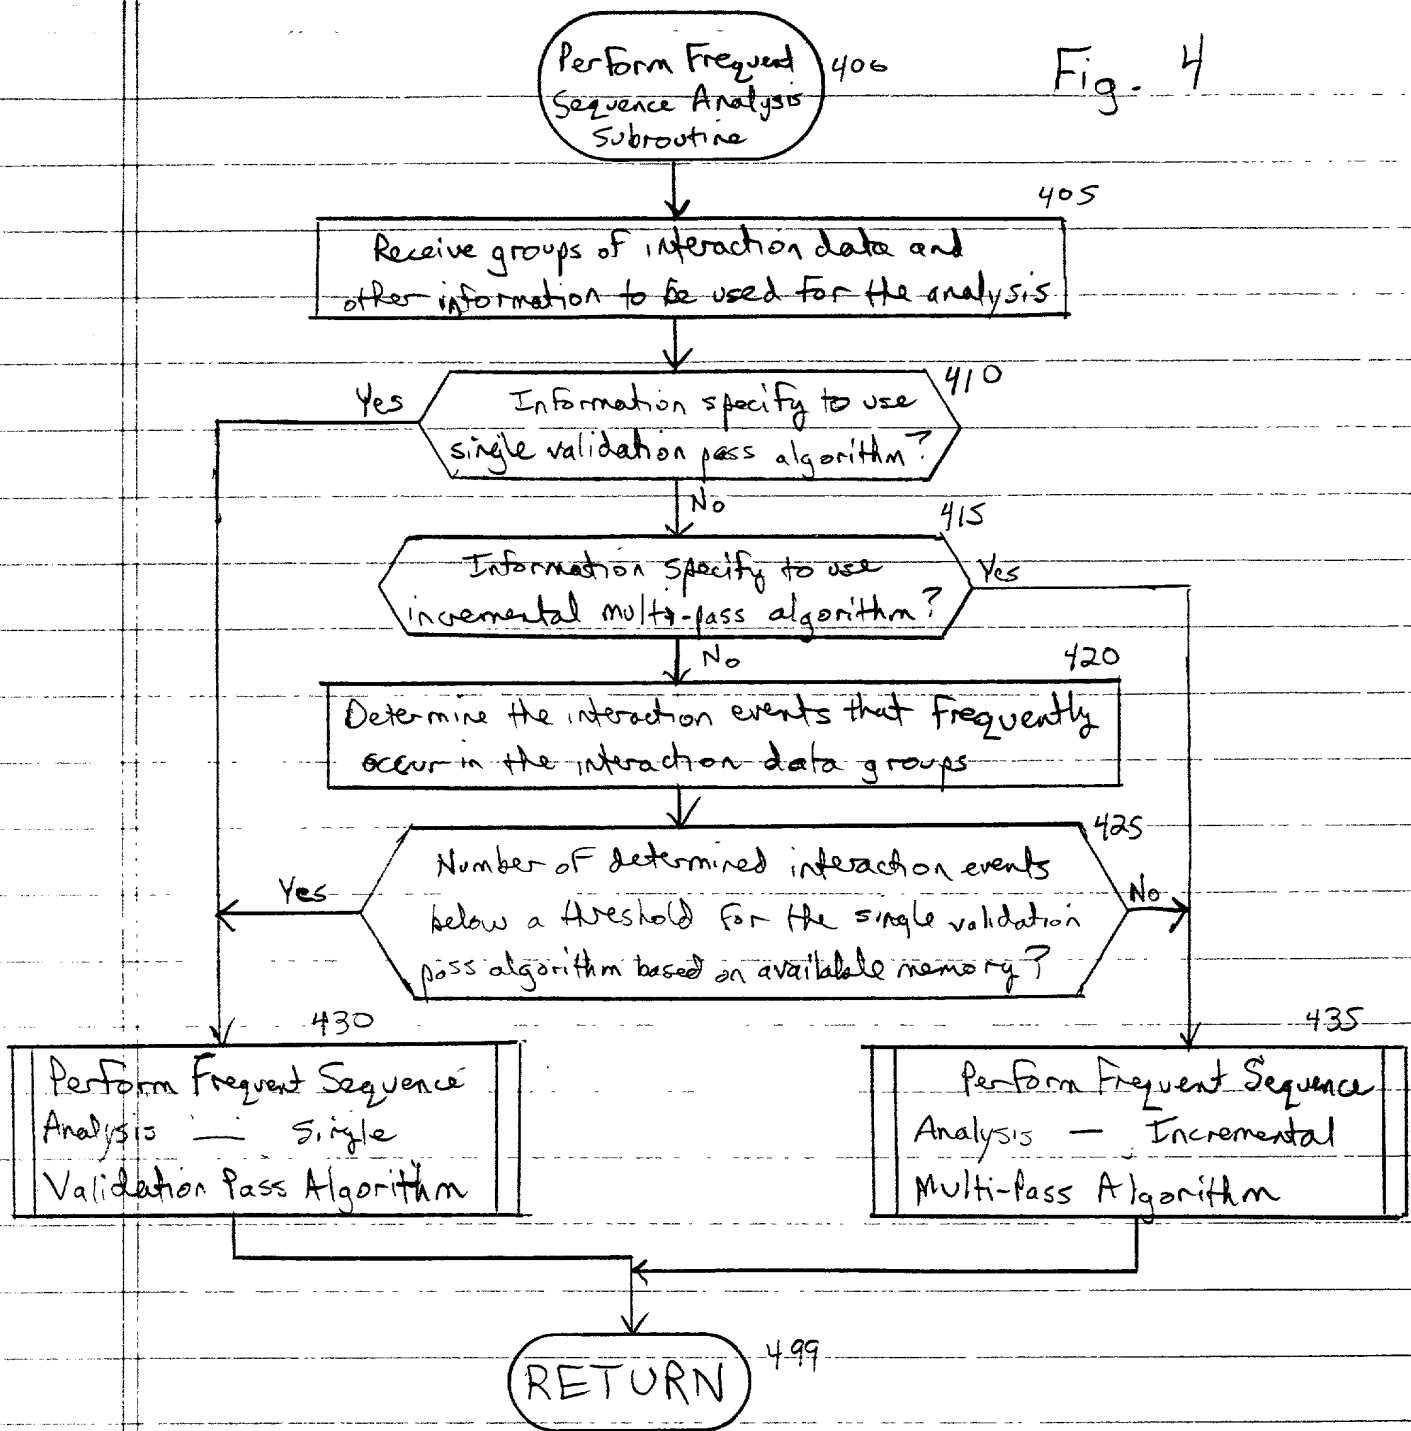 Fig. 4
Perform Frequent
Sequence Analysis
Subroutine
400
405
Receive groups of interaction data and
other information to be used for the analysis
410
Information specify to use
single validation pass algorithm?
Yes
No
415
Information specify to use
incremental multi-pass algorithm?
Yes
No
420
Determine the interaction events that frequently
occur in the interaction data groups
425
Number of determined interaction events
below a threshold for the single validation
pass algorithm based on available memory?
Yes
No
430
Perform Frequent Sequence
Analysis — Single
Validation Pass Algorithm
435
Perform Frequent Sequence
Analysis — Incremental
Multi-Pass Algorithm
RETURN
499